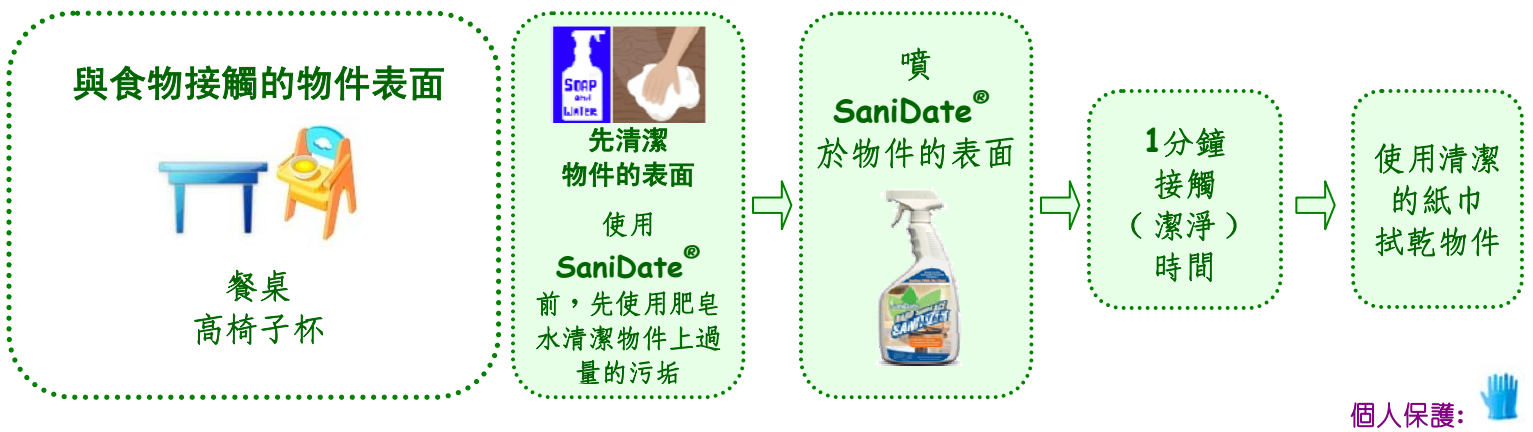 與食物接觸的物件表面
餐桌
高椅子杯
SOAP
and
WATER
先清潔
物件的表面
使用
SaniDate®
前，先使用肥皂
水清潔物件上過
量的污垢
噴
SaniDate®
於物件的表面
SANITIZER
1分鐘
接觸
（潔淨）
時間
使用清潔
的紙巾
拭乾物件
個人保護: